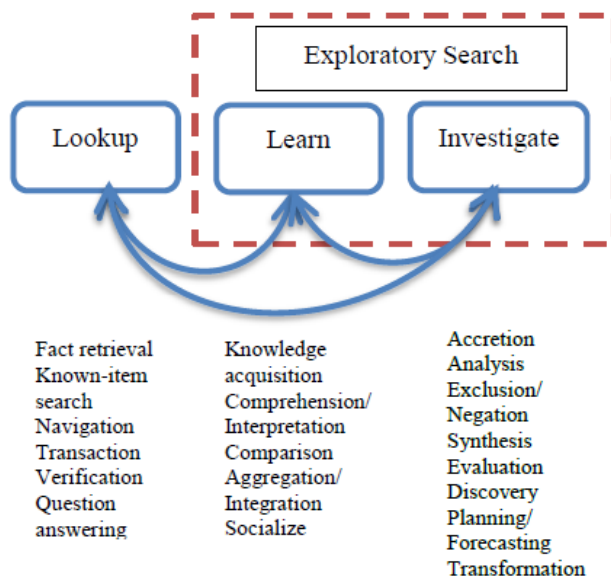 Exploratory Search
Lookup
Learn
Investigate
Fact retrieval
Known-item
search
Navigation
Transaction
Verification
Question
answering
Knowledge
acquisition
Comprehension/
Interpretation
Comparison
Aggregation/
Integration
Socialize
Accretion
Analysis
Exclusion/
Negation
Synthesis
Evaluation
Discovery
Planning/
Forecasting
Transformation